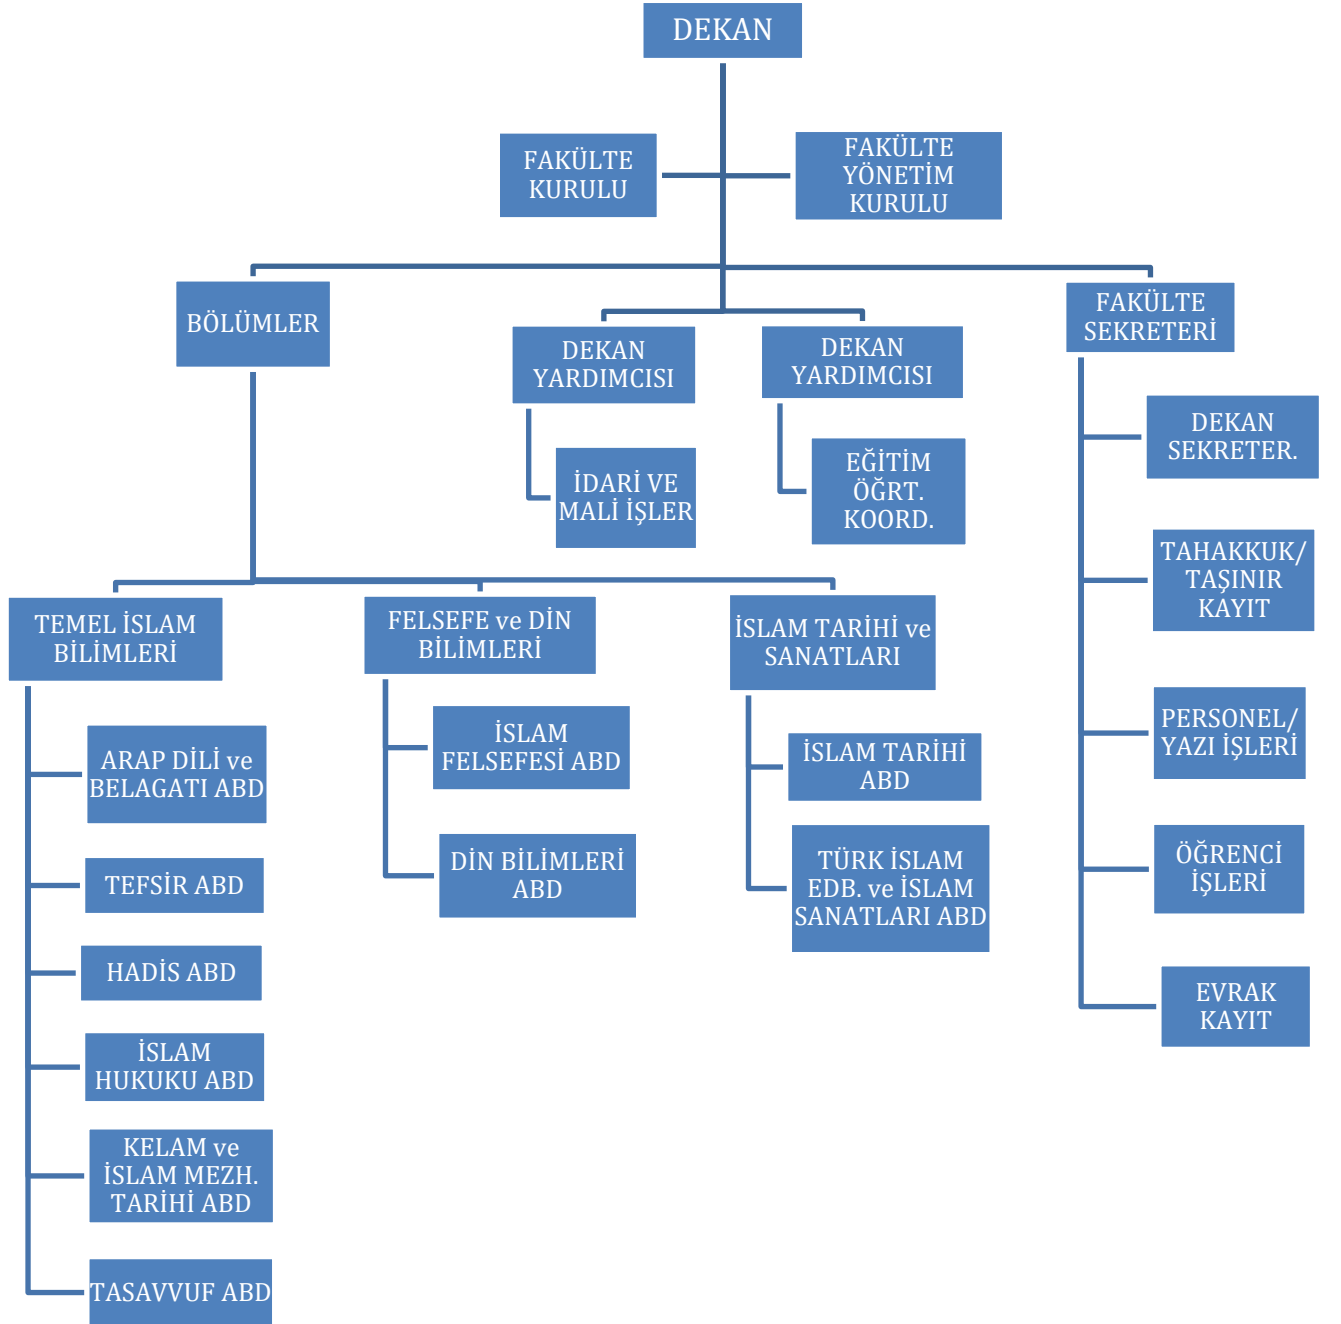 DEKAN
FAKÜLTE
KURULU
FAKÜLTE
YÖNETİM
KURULU
BÖLÜMLER
DEKAN
YARDIMCISI
DEKAN
YARDIMCISI
FAKÜLTE
SEKRETERİ
İDARİ VE
MALİ İŞLER
EĞİTİM
ÖĞRT.
KOORD.
DEKAN
SEKRETER.
TAHAKKUK/
TAŞINIR
KAYIT
PERSONEL/
YAZI İŞLERİ
ÖĞRENCİ
İŞLERİ
EVRAK
KAYIT
TEMEL İSLAM
BİLİMLERİ
ARAP DİLİ ve
BELAGATI ABD
TEFSİR ABD
HADİS ABD
İSLAM
HUKUKU ABD
KELAM ve
İSLAM MEZH.
TARİHİ ABD
TASAVVUF ABD
FELSEFE ve DİN
BİLİMLERİ
İSLAM
FELSEFESİ ABD
DİN BİLİMLERİ
ABD
İSLAM TARİHİ ve
SANATLARI
İSLAM TARİHİ
ABD
TÜRK İSLAM
EDB. ve İSLAM
SANATLARI ABD